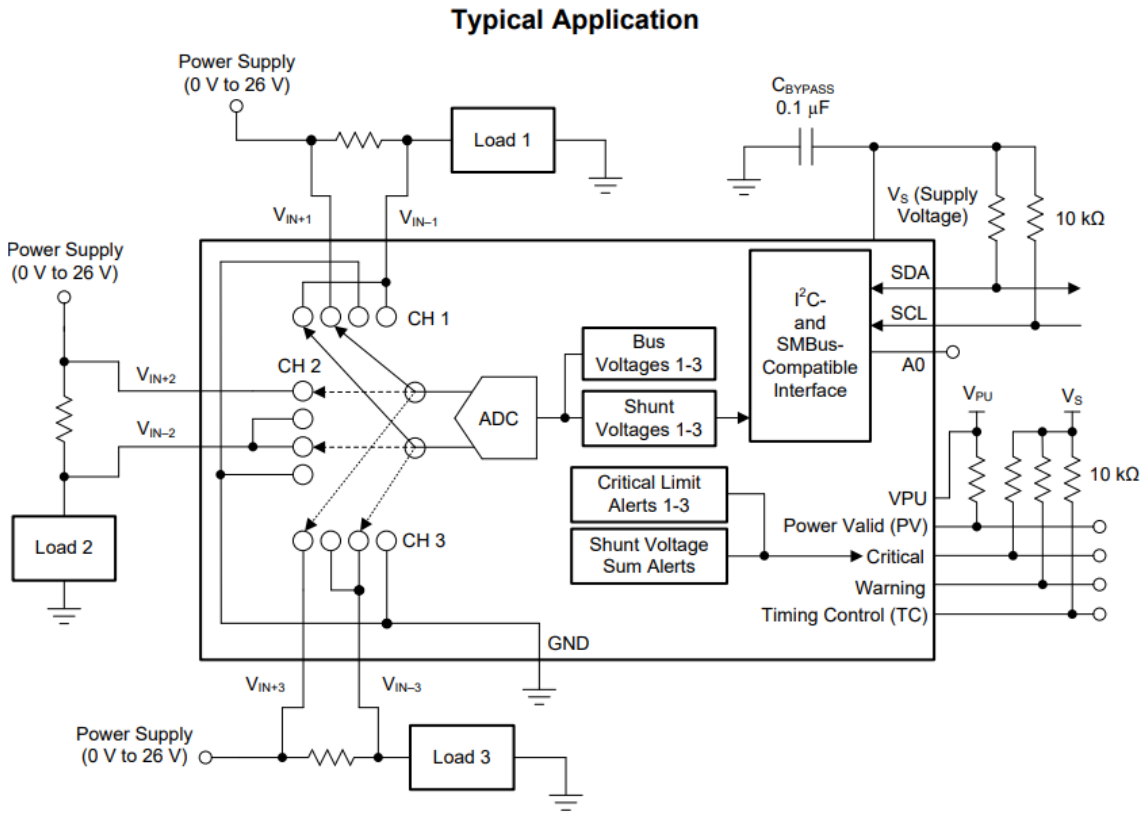 Typical Application
Power Supply
(0 V to 26 V)
Load 1
CBYPASS
0.1 μF
VIN+1
VIN–1
VS (Supply
Voltage)
10 kΩ
Power Supply
(0 V to 26 V)
CH 1
SDA
I2C-
and
SMBus-
Compatible
Interface
SCL
A0
Bus
Voltages 1-3
CH 2
VIN+2
ADC
Shunt
Voltages 1-3
VPU
VS
VIN–2
10 kΩ
Critical Limit
Alerts 1-3
VPU
Power Valid (PV)
Load 2
CH 3
Shunt Voltage
Sum Alerts
Critical
Warning
Timing Control (TC)
GND
VIN+3
VIN–3
Power Supply
(0 V to 26 V)
Load 3